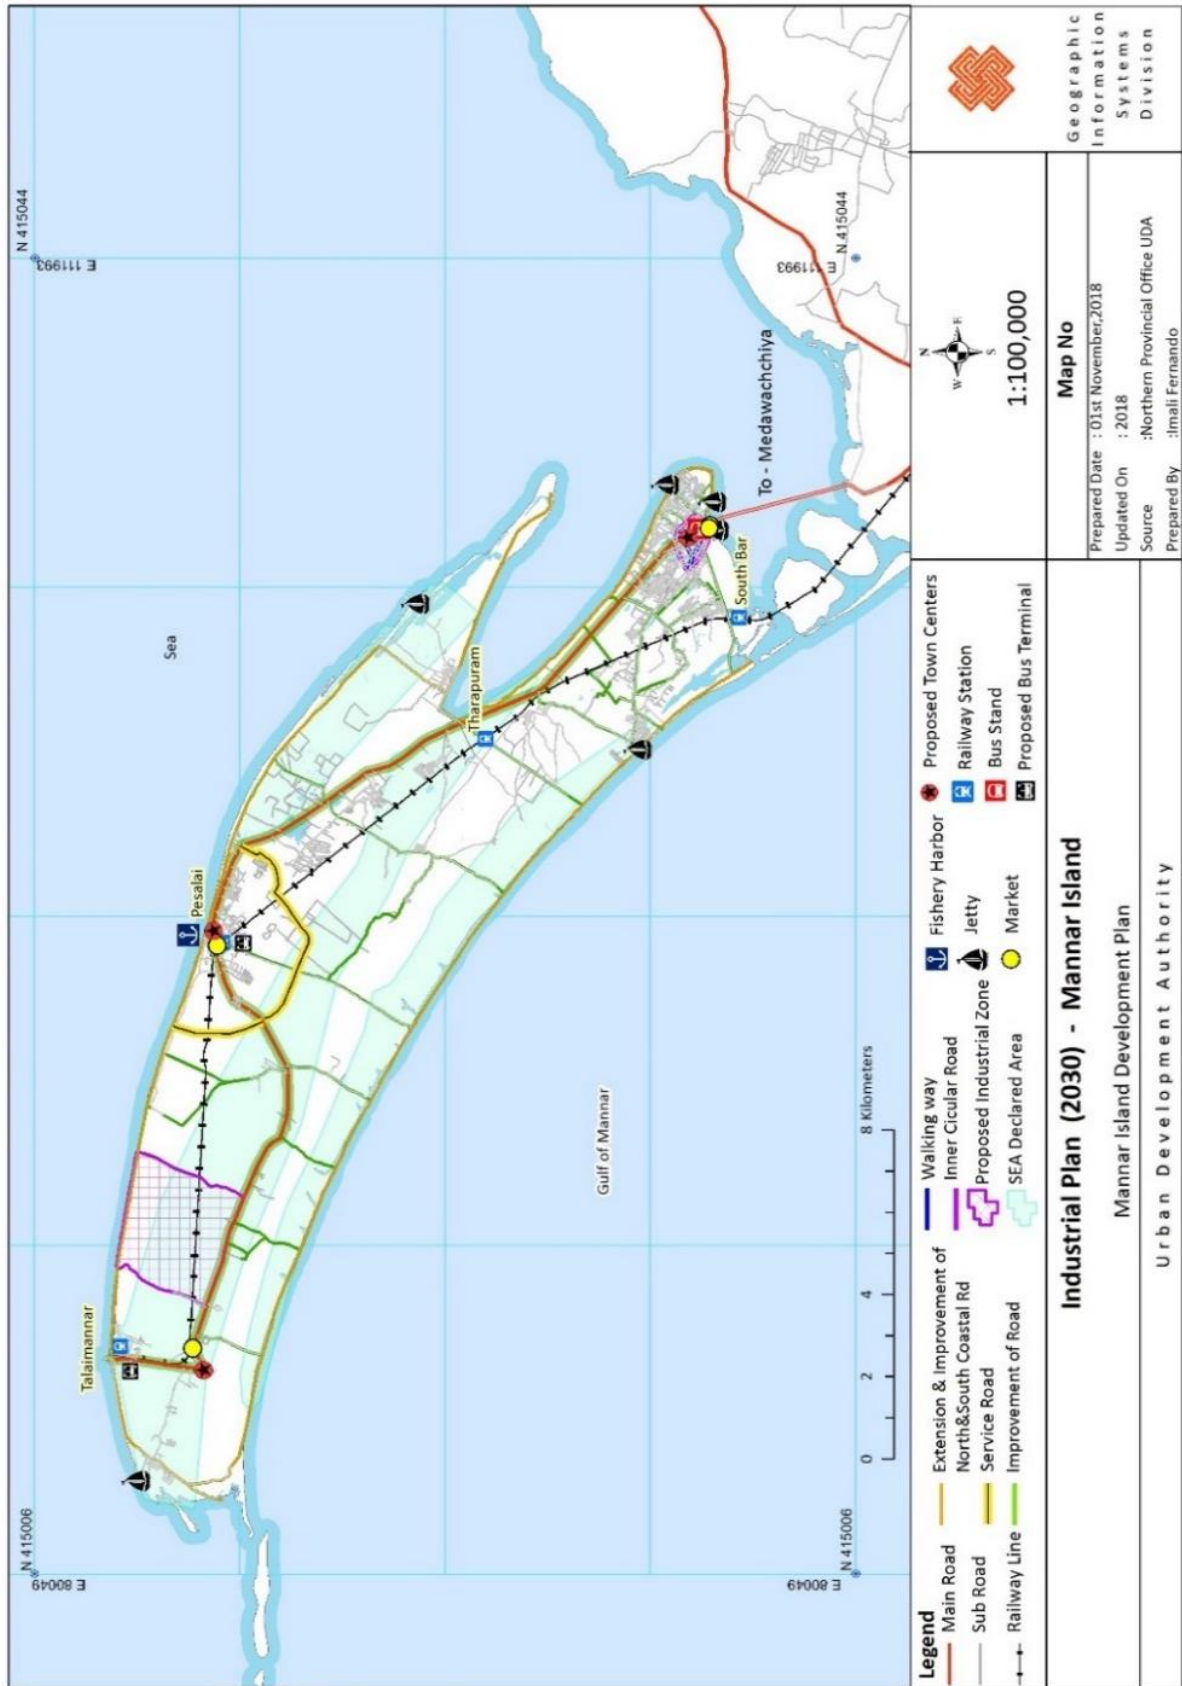 N 415044
E 111993
N 415044
E 111993
Sea
Pesalai
Tharapuram
Talaimannar
South Bar
To - Medawachchiya
Gulf of Mannar
N 415006
E 80049
N 415006
E 80049
0 2 4 8 Kilometers
Legend
Main Road
Sub Road
Railway Line
Extension & Improvement of
North&South Coastal Rd
Service Road
Improvement of Road
Walking way
Inner Cicular Road
Proposed Industrial Zone
SEA Declared Area
Fishery Harbor
Jetty
Market
Proposed Town Centers
Railway Station
Bus Stand
Proposed Bus Terminal
Industrial Plan (2030) - Mannar Island
Mannar Island Development Plan
Urban Development Authority
N
W E
S
1:100,000
Map No
Prepared Date : 01st November,2018
Updated On : 2018
Source :Northern Provincial Office UDA
Prepared By :Imali Fernando
Geographic
Information
Systems
Division